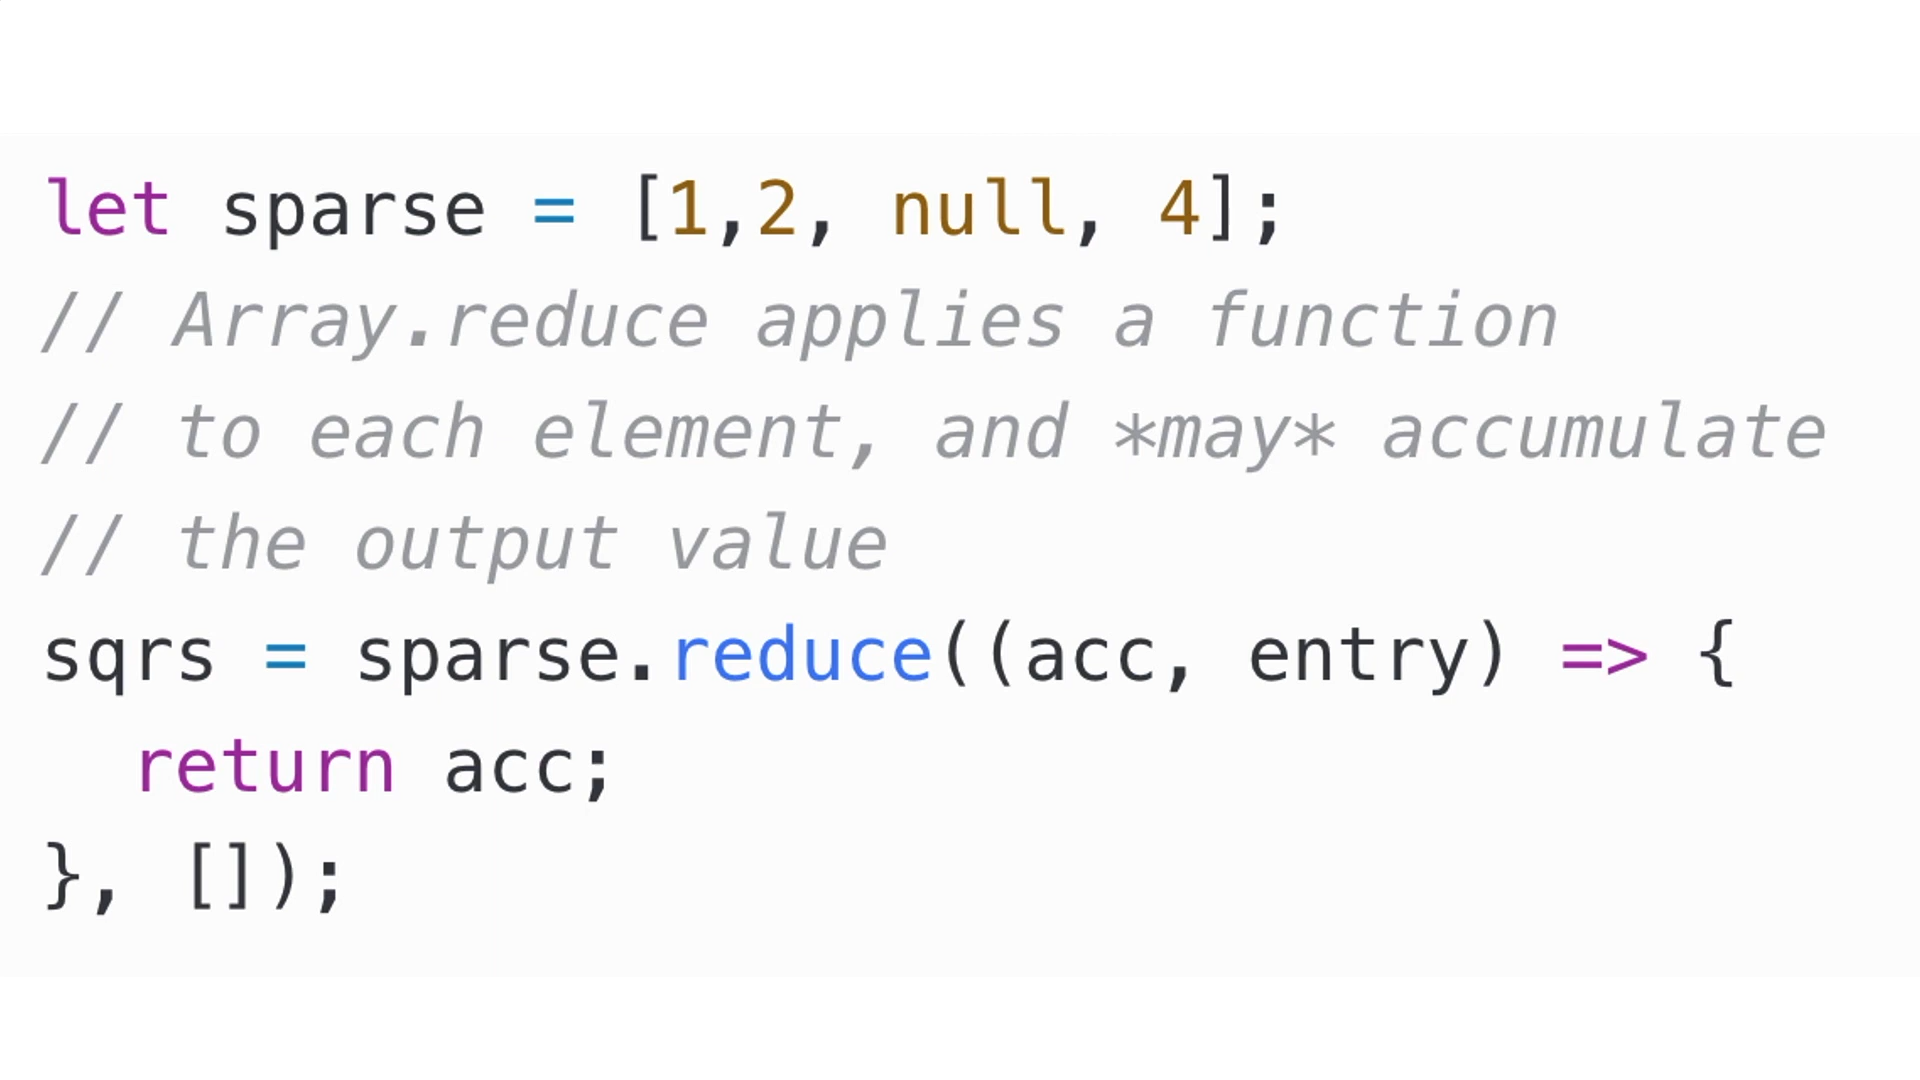 let sparse = [1,2, null, 4];
// Array.reduce applies a function
// to each element, and *may* accumulate
// the output value
sqrs = sparse.reduce((acc, entry) => {
  return acc;
}, []);